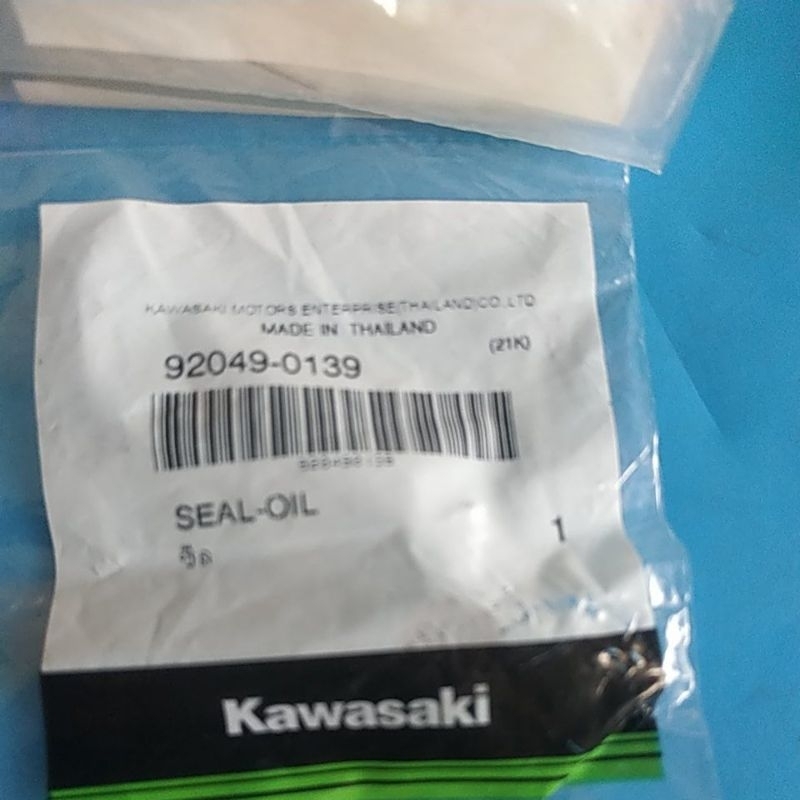 KAWASAKI MOTORS ENTERPRISE(THAILAND)CO.,LTD
MADE IN THAILAND
(21K)
92049-0139
SEAL-OIL
1
Kawasaki